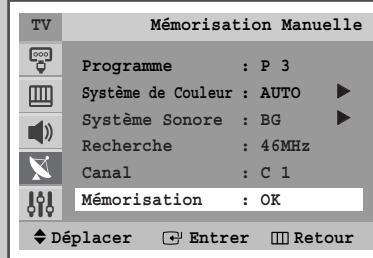 TV Mémorisation Manuelle
Programme : P 3
Système de Couleur : AUTO ▶
Système Sonore : BG ▶
Recherche : 46MHz
Canal : C 1
Mémorisation : OK
Déplacer Entrer Retour